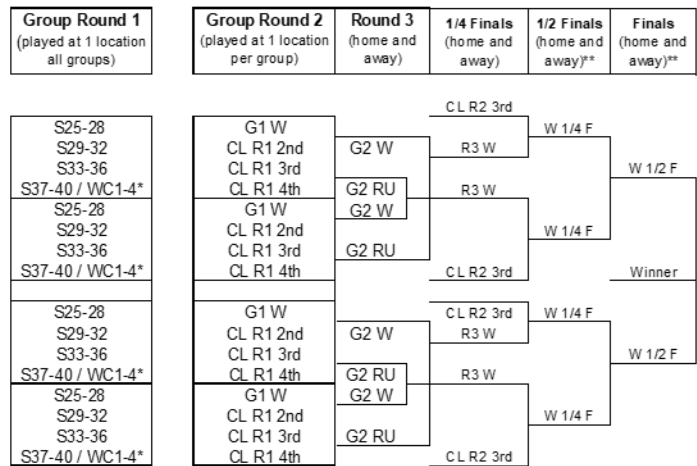 Group Round 1
(played at 1 location
all groups)
Group Round 2
(played at 1 location
per group)
Round 3
(home and
away)
1/4 Finals
(home and
away)
1/2 Finals
(home and
away)**
Finals
(home and
away)**
CL R2 3rd
S25-28 G1 W W 1/4 F
S29-32 CL R1 2nd G2 W R3 W
S33-36 CL R1 3rd W 1/2 F
S37-40 / WC1-4* CL R1 4th G2 RU R3 W
S25-28 G1 W G2 W
S29-32 CL R1 2nd W 1/4 F
S33-36 CL R1 3rd G2 RU
S37-40 / WC1-4* CL R1 4th CL R2 3rd Winner
S25-28 G1 W CL R2 3rd W 1/4 F
S29-32 CL R1 2nd G2 W R3 W
S33-36 CL R1 3rd W 1/2 F
S37-40 / WC1-4* CL R1 4th G2 RU R3 W
S25-28 G1 W G2 W
S29-32 CL R1 2nd W 1/4 F
S33-36 CL R1 3rd G2 RU
S37-40 / WC1-4* CL R1 4th CL R2 3rd